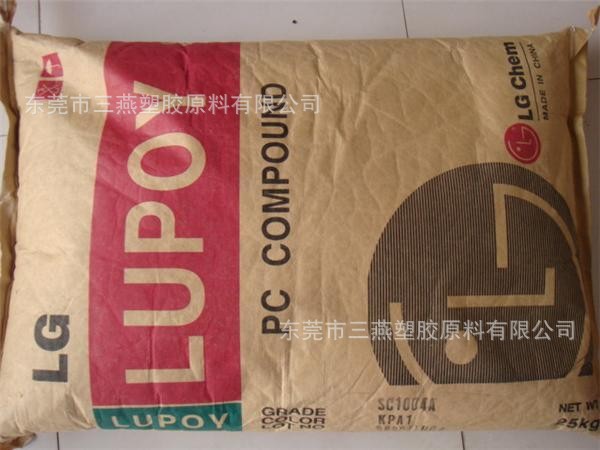 LG
LUPOY
LUPOY
PC COMPOUND
LG Chem
MADE IN CHINA
GRADE SC1004A
COLOR KPA1
LOT NO
NET WT
25kg
东莞市三燕塑胶原料有限公司
东莞市三燕塑胶原料有限公司